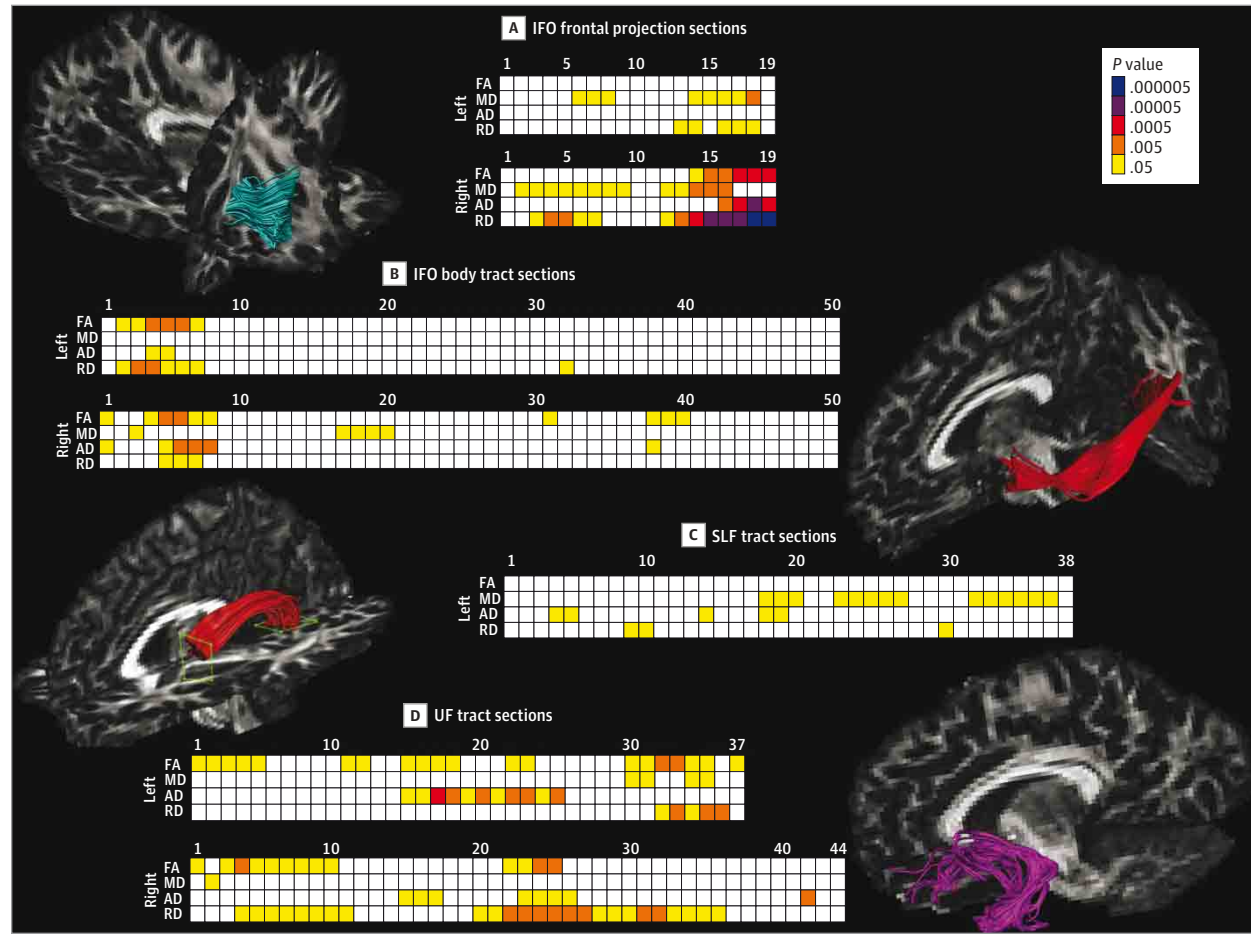 A IFO frontal projection sections
1 5 10 15 19
Left
FA
MD
AD
RD
1 5 10 15 19
Right
FA
MD
AD
RD
P value
.000005
.00005
.0005
.005
.05
B IFO body tract sections
1 10 20 30 40 50
Left
FA
MD
AD
RD
1 10 20 30 40 50
Right
FA
MD
AD
RD
C SLF tract sections
1 10 20 30 38
Left
FA
MD
AD
RD
D UF tract sections
1 10 20 30 37
Left
FA
MD
AD
RD
1 10 20 30 40 44
Right
FA
MD
AD
RD